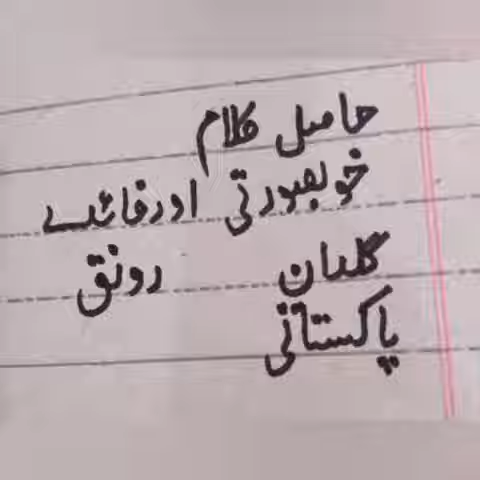 حاصل کلام
خوبصورتی اور فائدے
گلدان رونق
پاکستانی